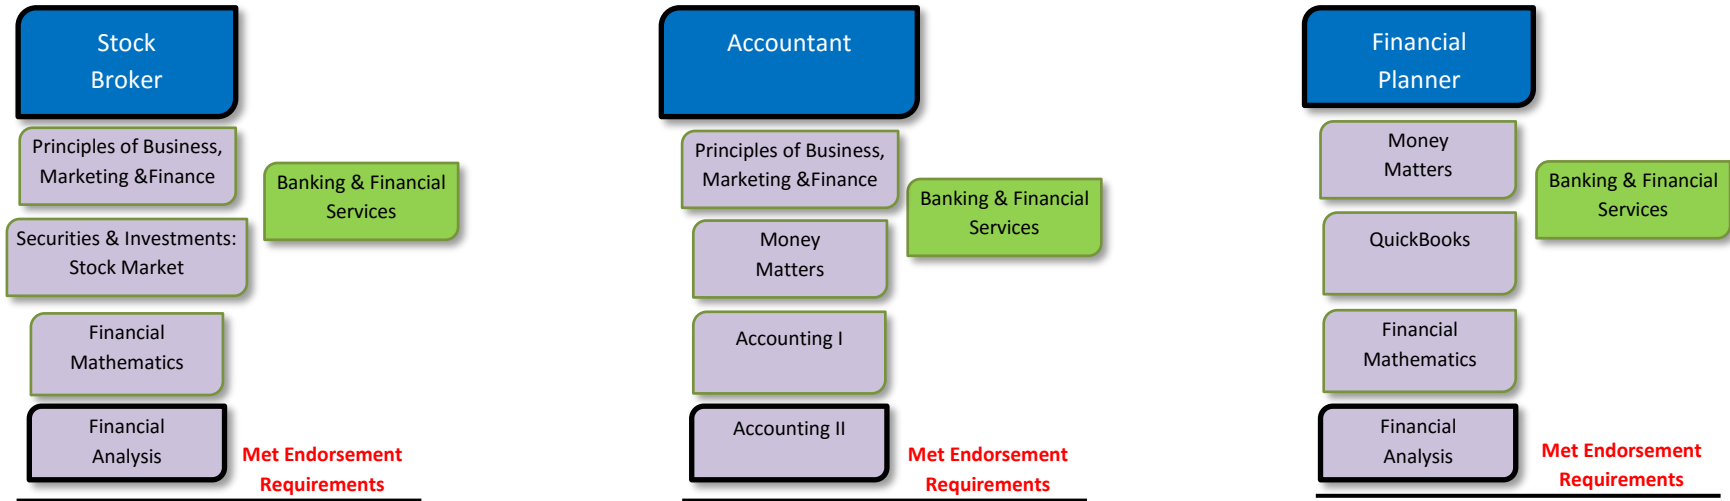 Stock
Broker
Principles of Business,
Marketing &Finance
Banking & Financial
Services
Securities & Investments:
Stock Market
Financial
Mathematics
Financial
Analysis
Met Endorsement
Requirements
Accountant
Principles of Business,
Marketing &Finance
Banking & Financial
Services
Money
Matters
Accounting I
Accounting II
Met Endorsement
Requirements
Financial
Planner
Money
Matters
Banking & Financial
Services
QuickBooks
Financial
Mathematics
Financial
Analysis
Met Endorsement
Requirements